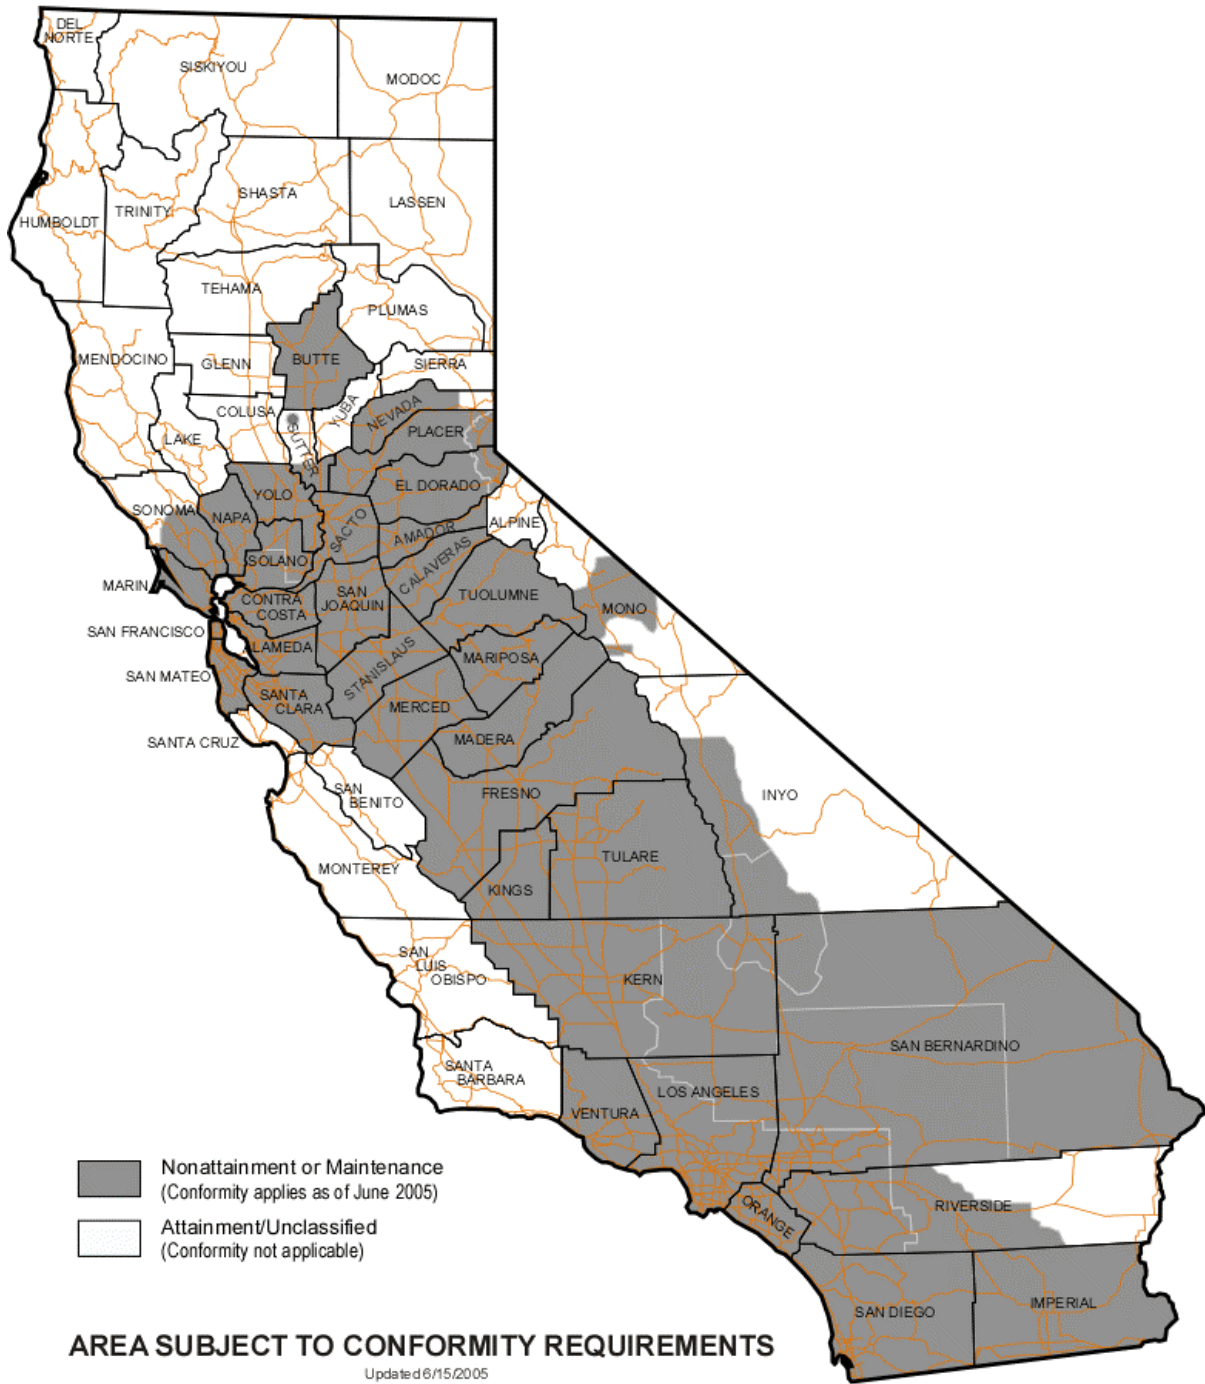 DEL
NORTE
SISKIYOU
MODOC
HUMBOLDT
TRINITY
SHASTA
LASSEN
TEHAMA
PLUMAS
MENDOCINO
GLENN
BUTTE
SIERRA
LAKE
COLUSA
SUTTER
YUBA
NEVADA
PLACER
EL DORADO
SONOMA
NAPA
YOLO
SACTO
AMADOR
ALPINE
MARIN
SOLANO
CALAVERAS
SAN
JOAQUIN
TUOLUMNE
MONO
CONTRA
COSTA
SAN FRANCISCO
ALAMEDA
STANISLAUS
MARIPOSA
SAN MATEO
SANTA
CLARA
MERCED
SANTA CRUZ
MADERA
SAN
BENITO
FRESNO
INYO
MONTEREY
KINGS
TULARE
SAN
LUIS
OBISPO
KERN
SAN BERNARDINO
SANTA
BARBARA
VENTURA
LOS ANGELES
ORANGE
RIVERSIDE
SAN DIEGO
IMPERIAL
Nonattainment or Maintenance
(Conformity applies as of June 2005)
Attainment/Unclassified
(Conformity not applicable)
AREA SUBJECT TO CONFORMITY REQUIREMENTS
Updated 6/15/2005